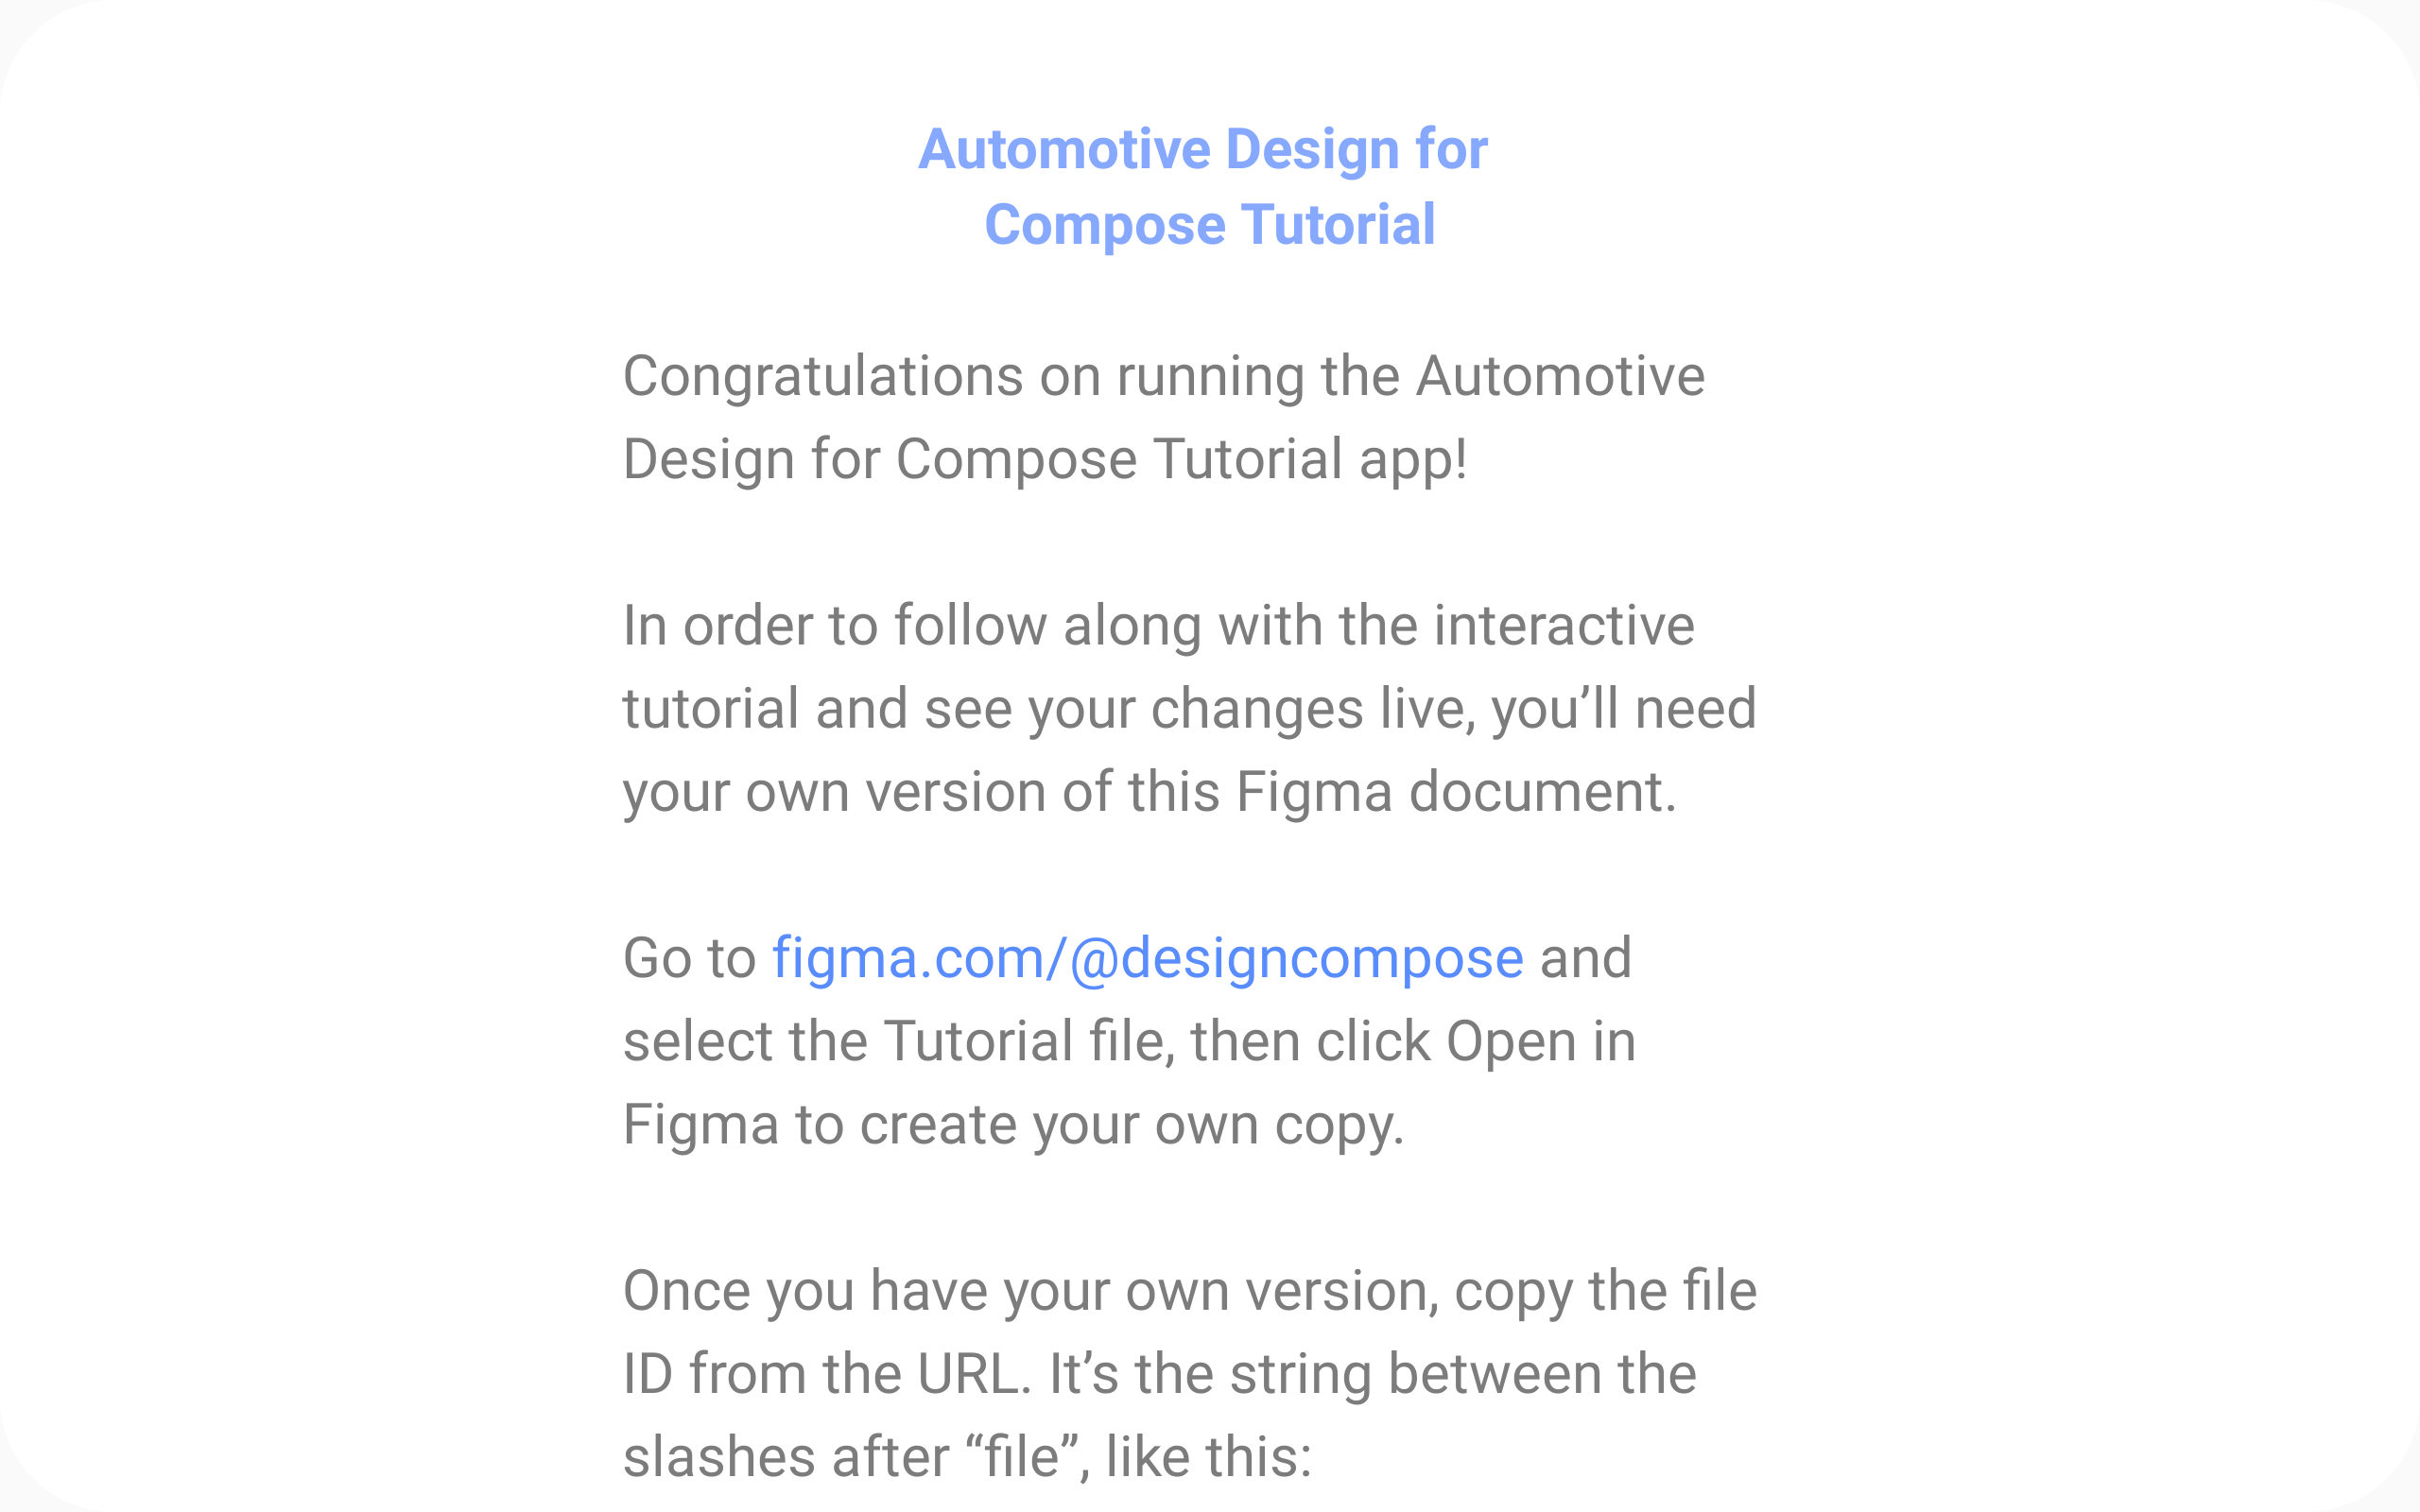 Automotive Design for
Compose Tutorial
Congratulations on running the Automotive
Design for Compose Tutorial app!
In order to follow along with the interactive
tutorial and see your changes live, you’ll need
your own version of this Figma document.
Go to figma.com/@designcompose and
select the Tutorial file, then click Open in
Figma to create your own copy.
Once you have your own version, copy the file
ID from the URL. It’s the string between the
slashes after “file”, like this: